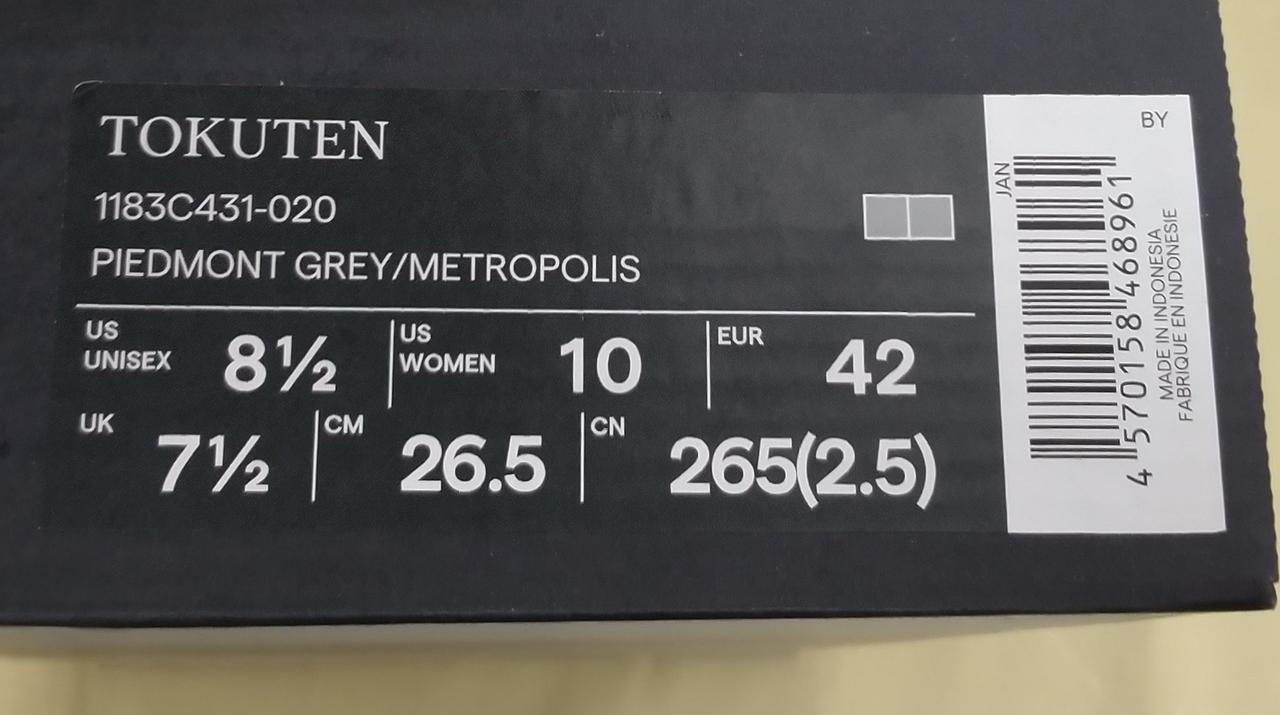 TOKUTEN
1183C431-020
PIEDMONT GREY/METROPOLIS
US UNISEX 8½
US WOMEN 10
EUR 42
UK 7½
CM 26.5
CN 265(2.5)
BY
JAN
4 570158 468961
MADE IN INDONESIA
FABRIQUE EN INDONESIE